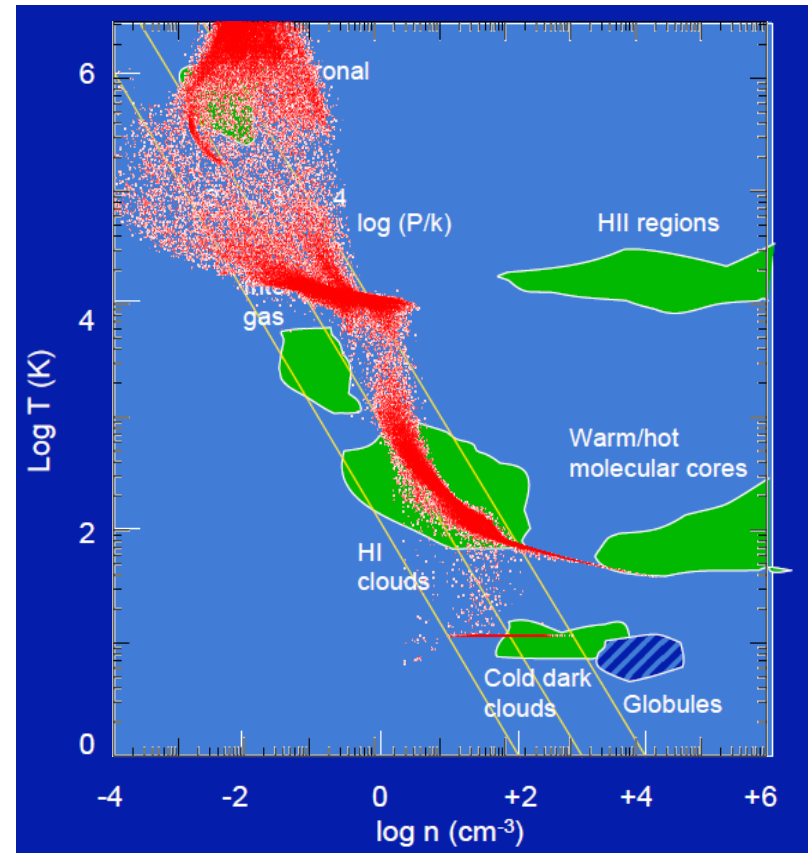 6
ronal
4
log (P/k)
HII regions
gas
4
Log T (K)
Warm/hot
molecular cores
2
HI
clouds
Cold dark
clouds
Globules
0
-4
-2
0
+2
+4
+6
log n (cm⁻³)